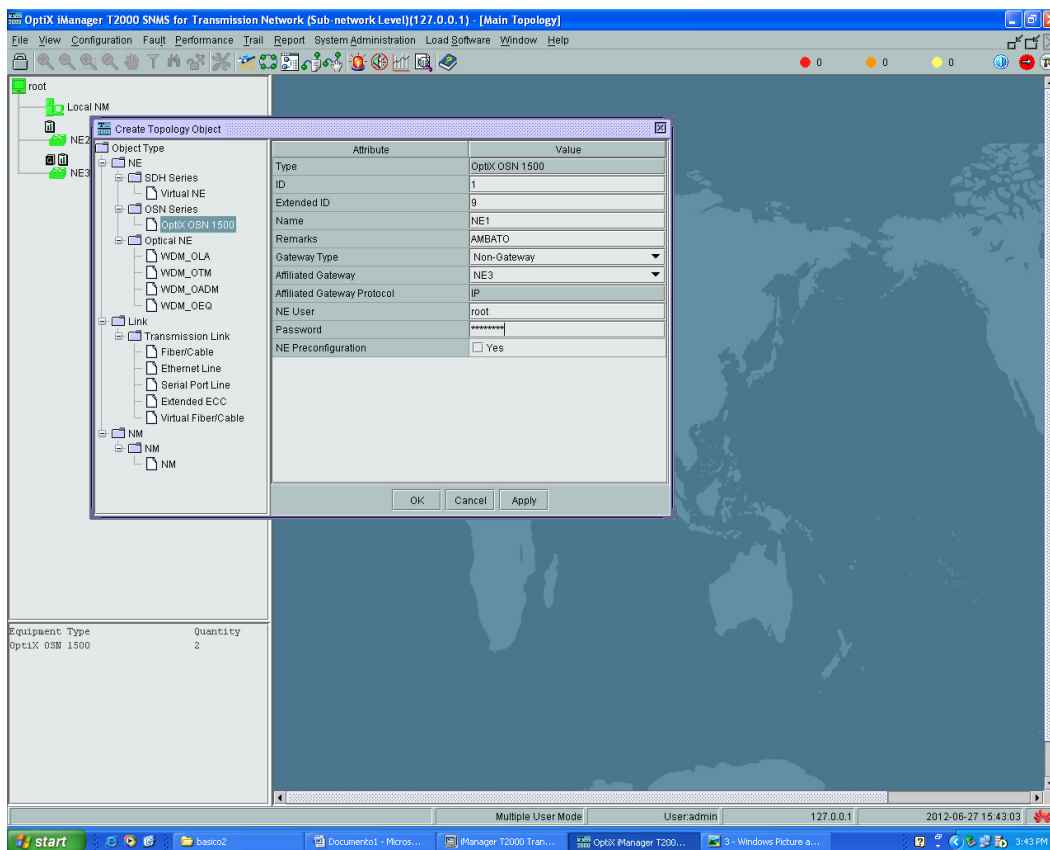 OptiX iManager T2000 SNMS for Transmission Network (Sub-network Level)(127.0.0.1) - [Main Topology]
File View Configuration Fault Performance Trail Report System Administration Load Software Window Help
0 0 0
root
Local NM
NE2
NE3
Create Topology Object
Object Type
NE
SDH Series
Virtual NE
OSN Series
OptiX OSN 1500
Optical NE
WDM_OLA
WDM_OTM
WDM_OADM
WDM_OEQ
Link
Transmission Link
Fiber/Cable
Ethernet Line
Serial Port Line
Extended ECC
Virtual Fiber/Cable
NM
NM
NM
Attribute Value
Type OptiX OSN 1500
ID 1
Extended ID 9
Name NE1
Remarks AMBATO
Gateway Type Non-Gateway
Affiliated Gateway NE3
Affiliated Gateway Protocol IP
NE User root
Password ********
NE Preconfiguration Yes
OK Cancel Apply
Equipment Type Quantity
OptiX OSN 1500 2
Multiple User Mode User:admin 127.0.0.1 2012-06-27 15:43:03
start basico2 Documento1 - Micros... iManager T2000 Tran... OptiX iManager T200... 3 - Windows Picture a... 3:43 PM